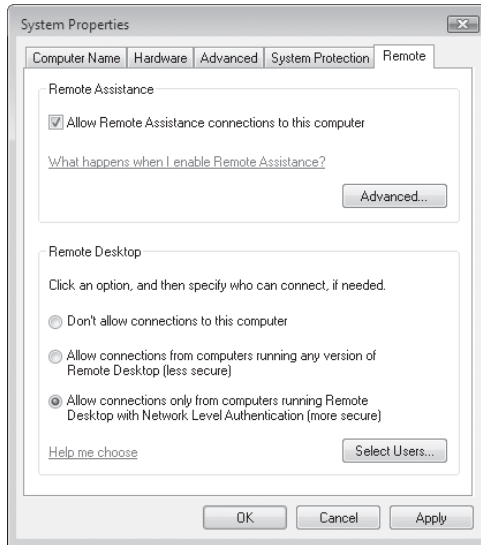 System Properties
Computer Name
Hardware
Advanced
System Protection
Remote
Remote Assistance
Allow Remote Assistance connections to this computer
What happens when I enable Remote Assistance?
Advanced...
Remote Desktop
Click an option, and then specify who can connect, if needed.
Don't allow connections to this computer
Allow connections from computers running any version of
Remote Desktop (less secure)
Allow connections only from computers running Remote
Desktop with Network Level Authentication (more secure)
Help me choose
Select Users...
OK
Cancel
Apply